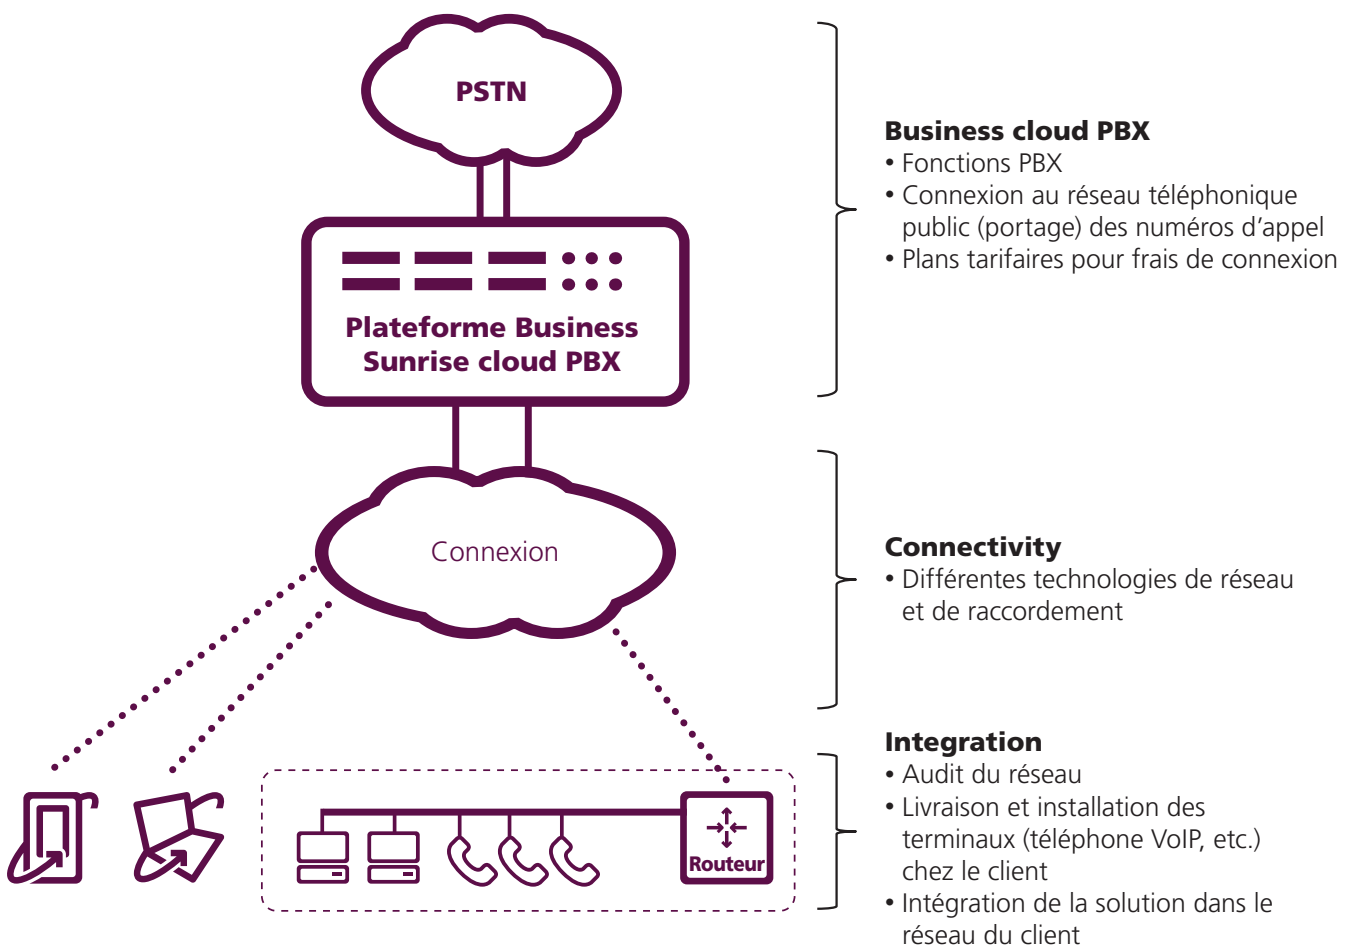 PSTN
Plateforme Business
Sunrise cloud PBX
Connexion
Routeur
Business cloud PBX
• Fonctions PBX
• Connexion au réseau téléphonique
public (portage) des numéros d’appel
• Plans tarifaires pour frais de connexion
Connectivity
• Différentes technologies de réseau
et de raccordement
Integration
• Audit du réseau
• Livraison et installation des
terminaux (téléphone VoIP, etc.)
chez le client
• Intégration de la solution dans le
réseau du client